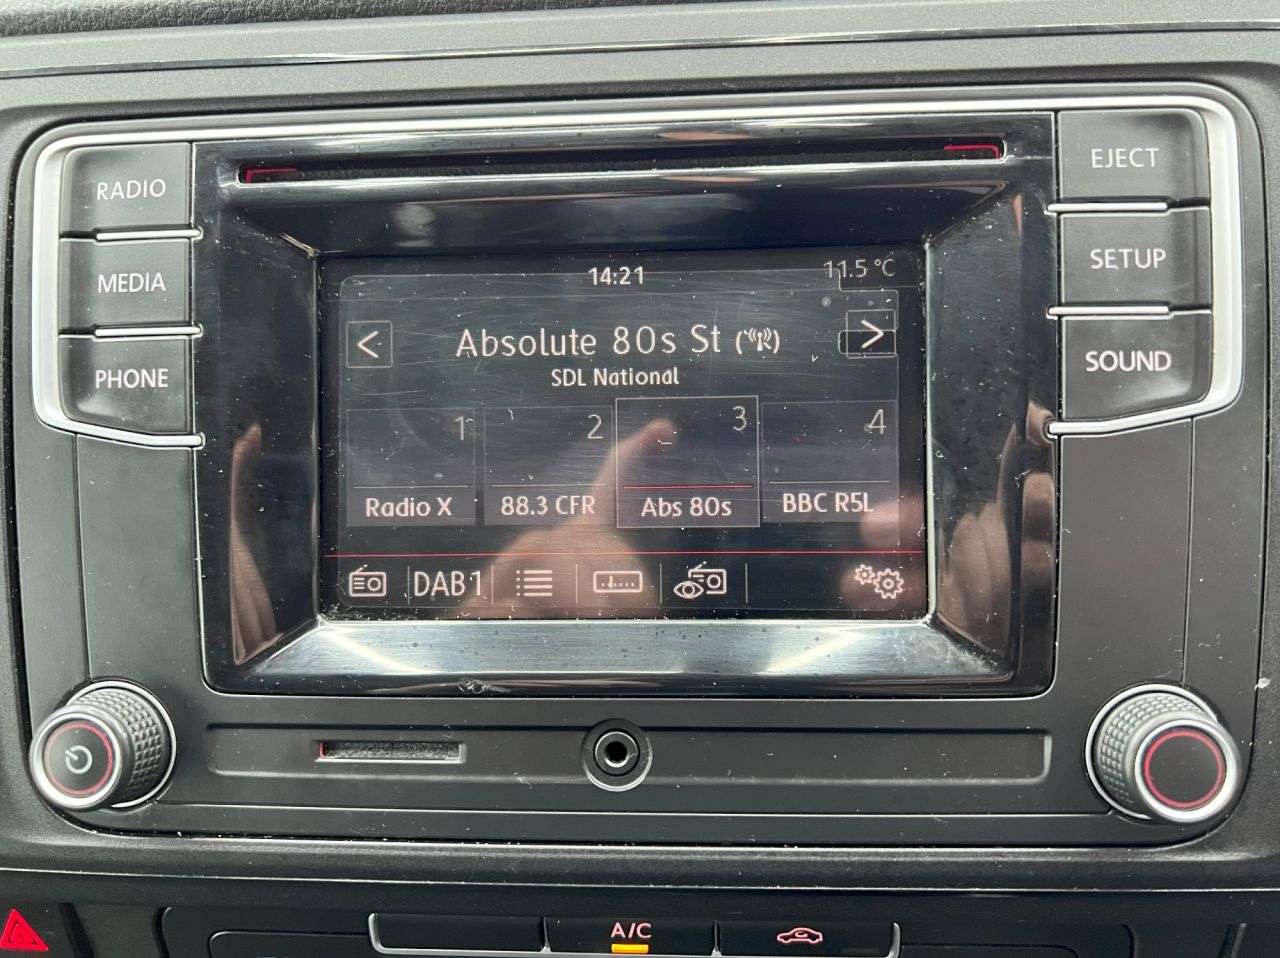 RADIO
MEDIA
PHONE
EJECT
SETUP
SOUND
14:21
11.5 °C
<
Absolute 80s St
>
SDL National
1
2
3
4
Radio X
88.3 CFR
Abs 80s
BBC R5L
DAB1
A/C